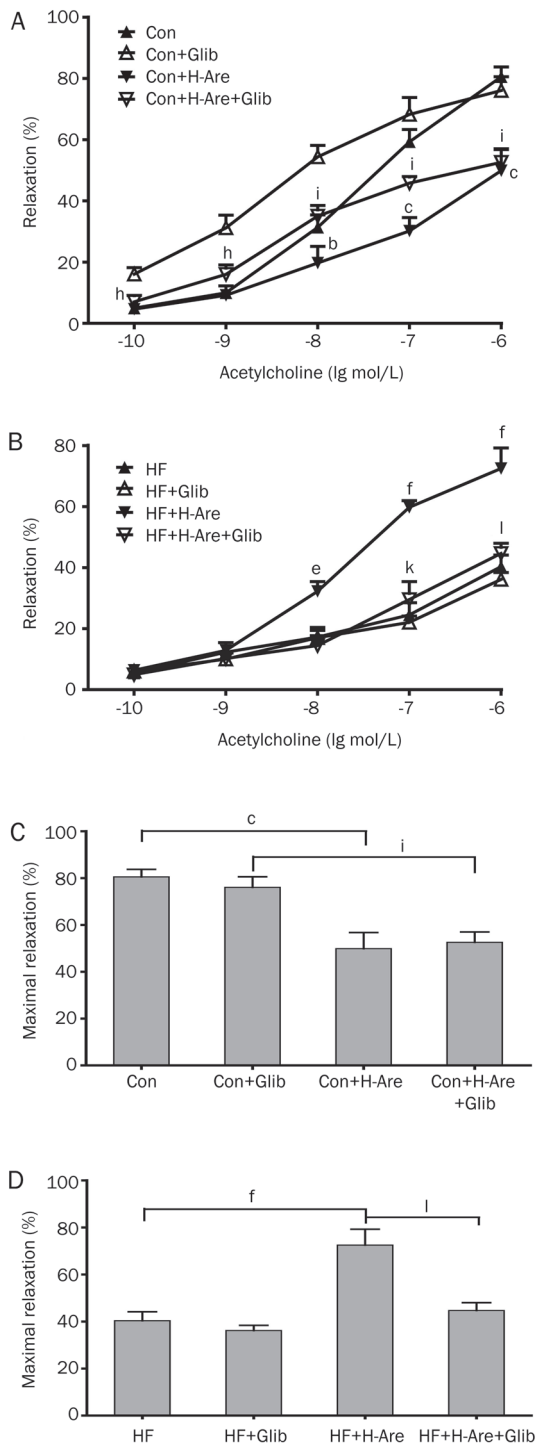 A
100
80
60
40
20
0
Relaxation (%)
Con
Con+Glib
Con+H-Are
Con+H-Are+Glib
h
h
i
b
i
c
i
c
-10 -9 -8 -7 -6
Acetylcholine (lg mol/L)
B
80
60
40
20
0
Relaxation (%)
HF
HF+Glib
HF+H-Are
HF+H-Are+Glib
e
f
k
f
l
-10 -9 -8 -7 -6
Acetylcholine (lg mol/L)
C
100
80
60
40
20
0
Maximal relaxation (%)
c
i
Con Con+Glib Con+H-Are Con+H-Are
+Glib
D
100
80
60
40
20
0
Maximal relaxation (%)
f
l
HF HF+Glib HF+H-Are HF+H-Are+Glib